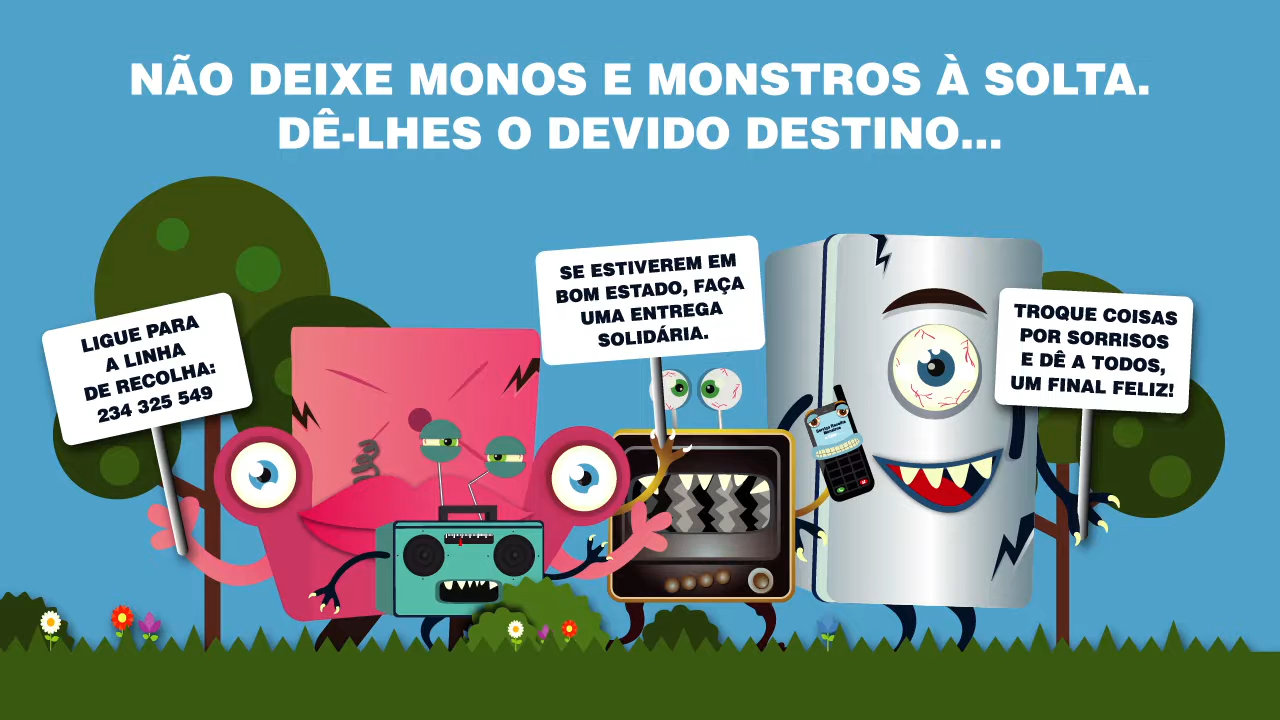 NÃO DEIXE MONOS E MONSTROS À SOLTA.
DÊ-LHES O DEVIDO DESTINO...
LIGUE PARA
A LINHA
DE RECOLHA:
234 325 549
SE ESTIVEREM EM
BOM ESTADO, FAÇA
UMA ENTREGA
SOLIDÁRIA.
TROQUE COISAS
POR SORRISOS
E DÊ A TODOS,
UM FINAL FELIZ!